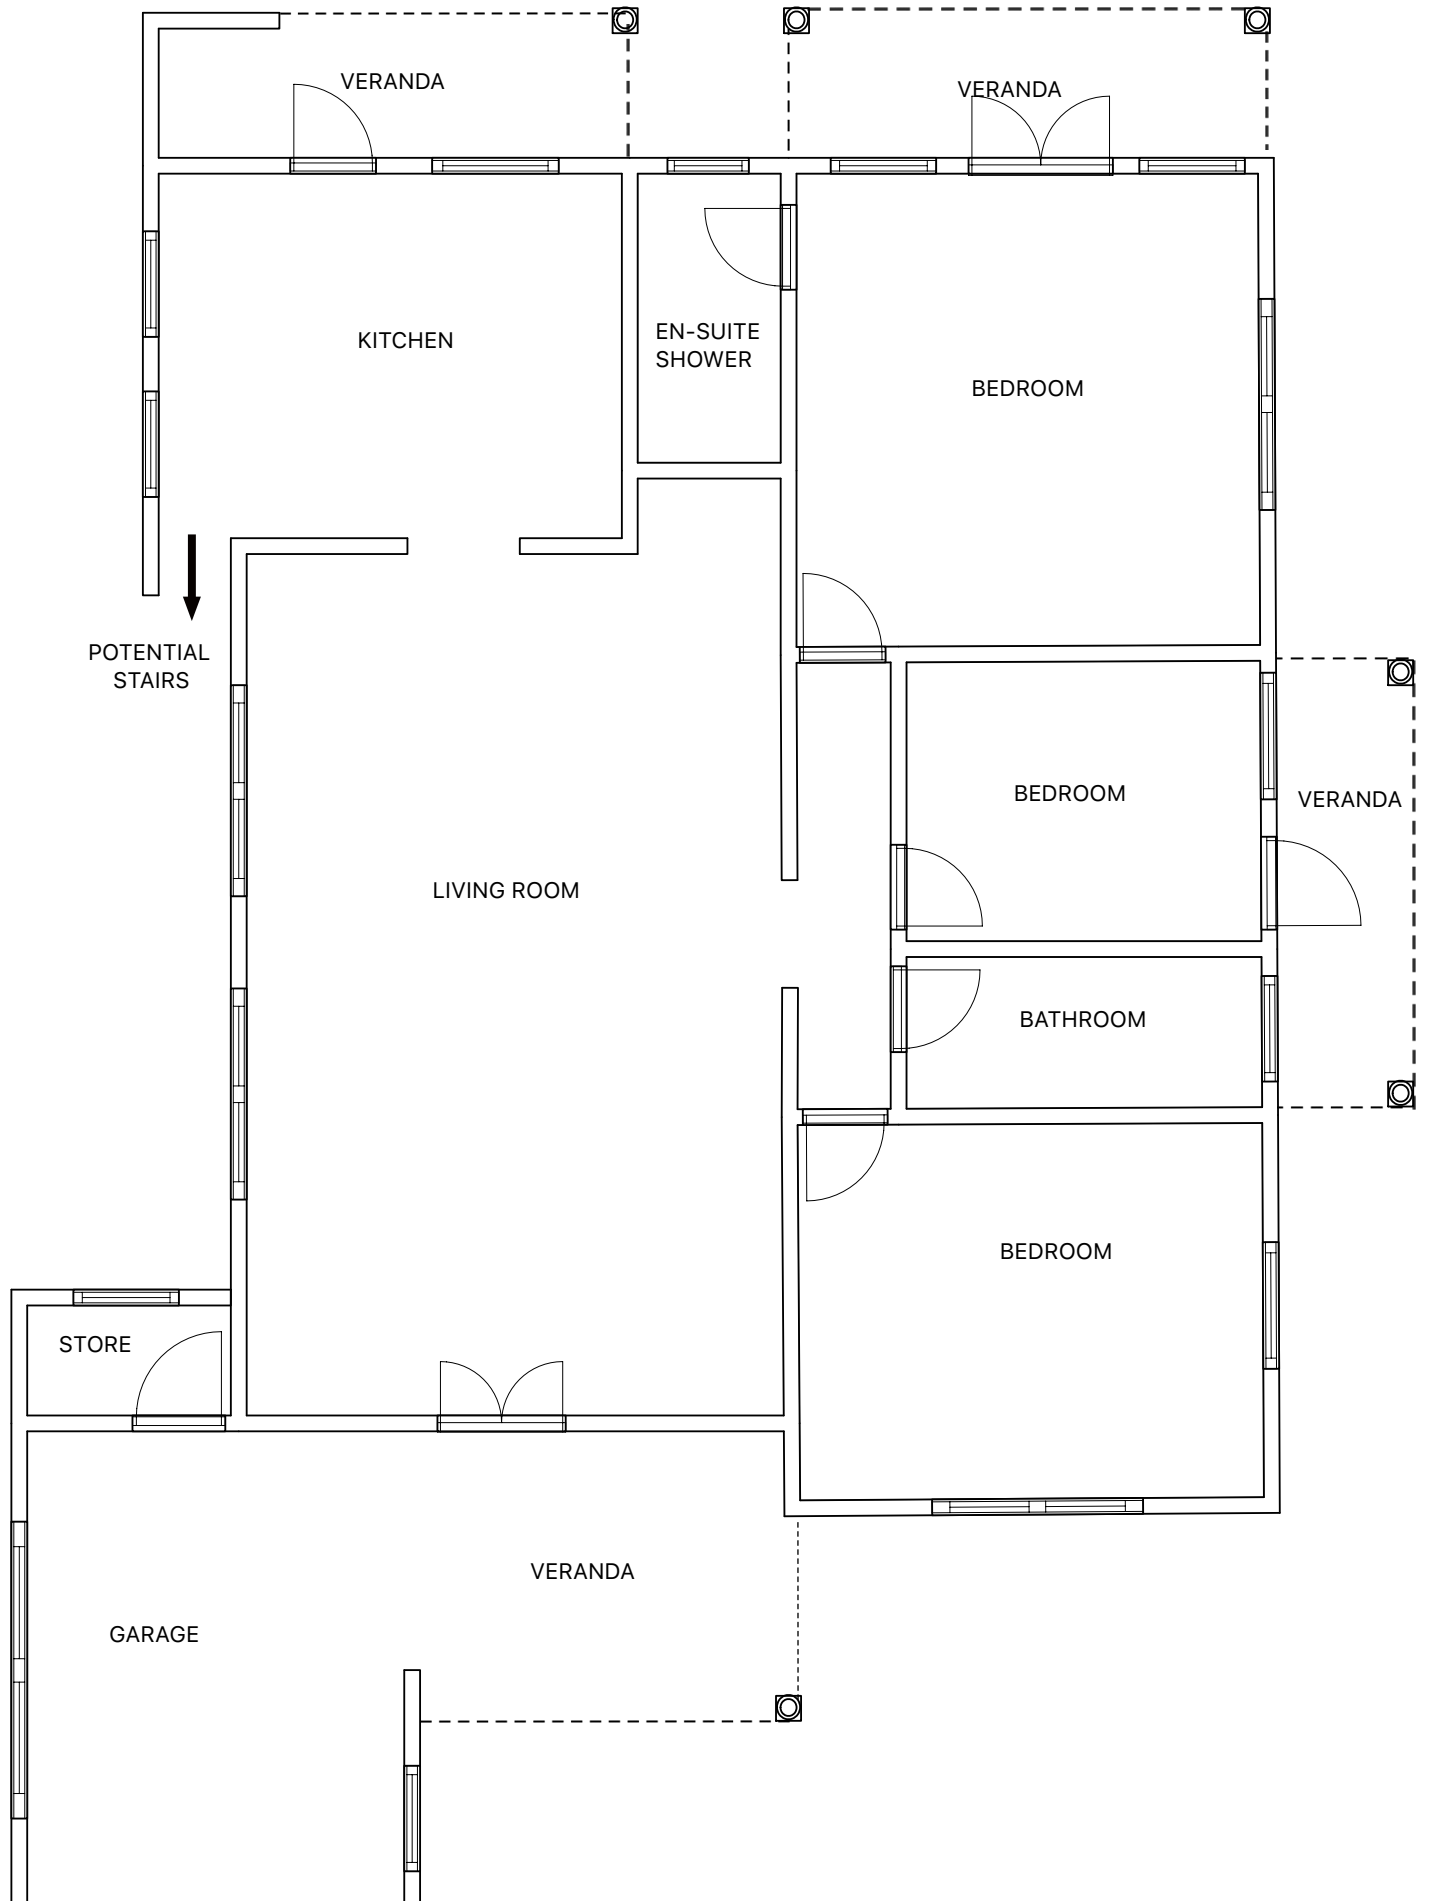 VERANDA
VERANDA
KITCHEN
EN-SUITE
SHOWER
BEDROOM
POTENTIAL
STAIRS
BEDROOM
VERANDA
LIVING ROOM
BATHROOM
BEDROOM
STORE
VERANDA
GARAGE